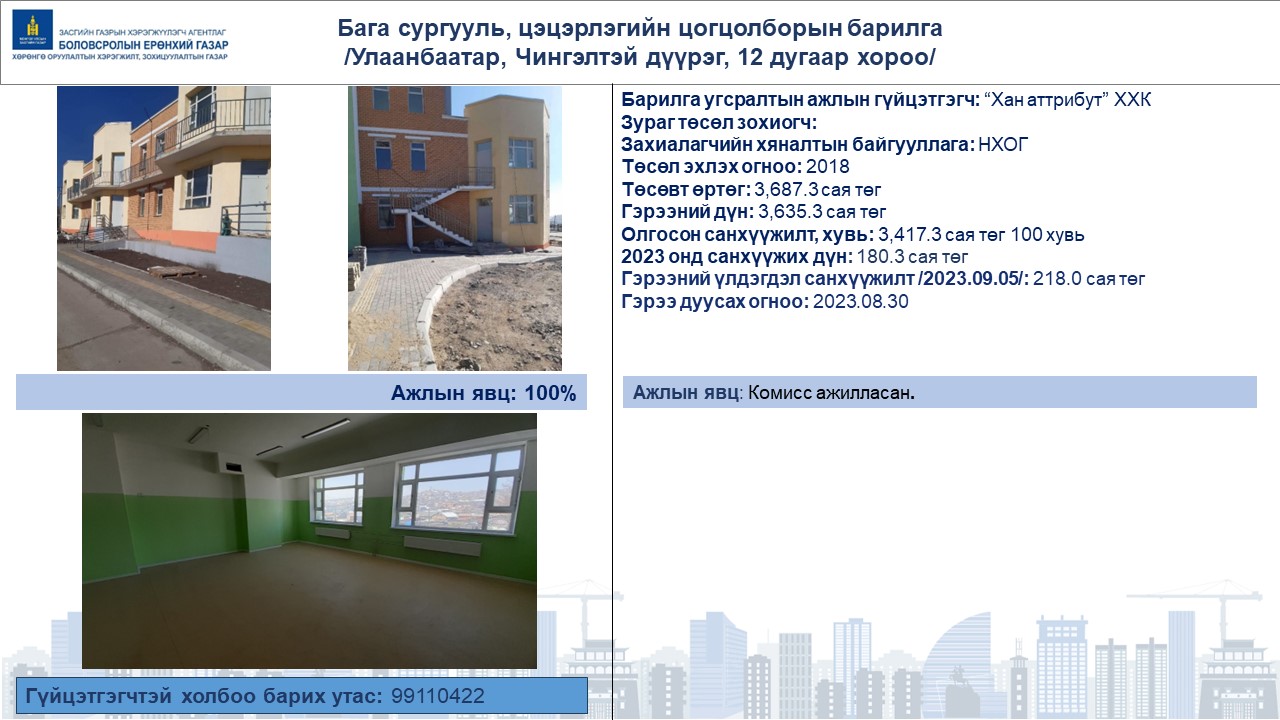 ЗАСГИЙН ГАЗРЫН ХЭРЭГЖҮҮЛЭГЧ АГЕНТЛАГ
БОЛОВСРОЛЫН ЕРӨНХИЙ ГАЗАР
ХӨРӨНГӨ ОРУУЛАЛТЫН ХЭРЭГЖИЛТ, ЗОХИЦУУЛАЛТЫН ГАЗАР
Бага сургууль, цэцэрлэгийн цогцолборын барилга
/Улаанбаатар, Чингэлтэй дүүрэг, 12 дугаар хороо/
Ажлын явц: 100%
Гүйцэтгэгчтэй холбоо барих утас: 99110422
Барилга угсралтын ажлын гүйцэтгэгч: “Хан аттрибут” ХХК
Зураг төсөл зохиогч:
Захиалагчийн хяналтын байгууллага: НХОГ
Төсөл эхлэх огноо: 2018
Төсөвт өртөг: 3,687.3 сая төг
Гэрээний дүн: 3,635.3 сая төг
Олгосон санхүүжилт, хувь: 3,417.3 сая төг 100 хувь
2023 онд санхүүжих дүн: 180.3 сая төг
Гэрээний үлдэгдэл санхүүжилт /2023.09.05/: 218.0 сая төг
Гэрээ дуусах огноо: 2023.08.30
Ажлын явц: Комисс ажилласан.